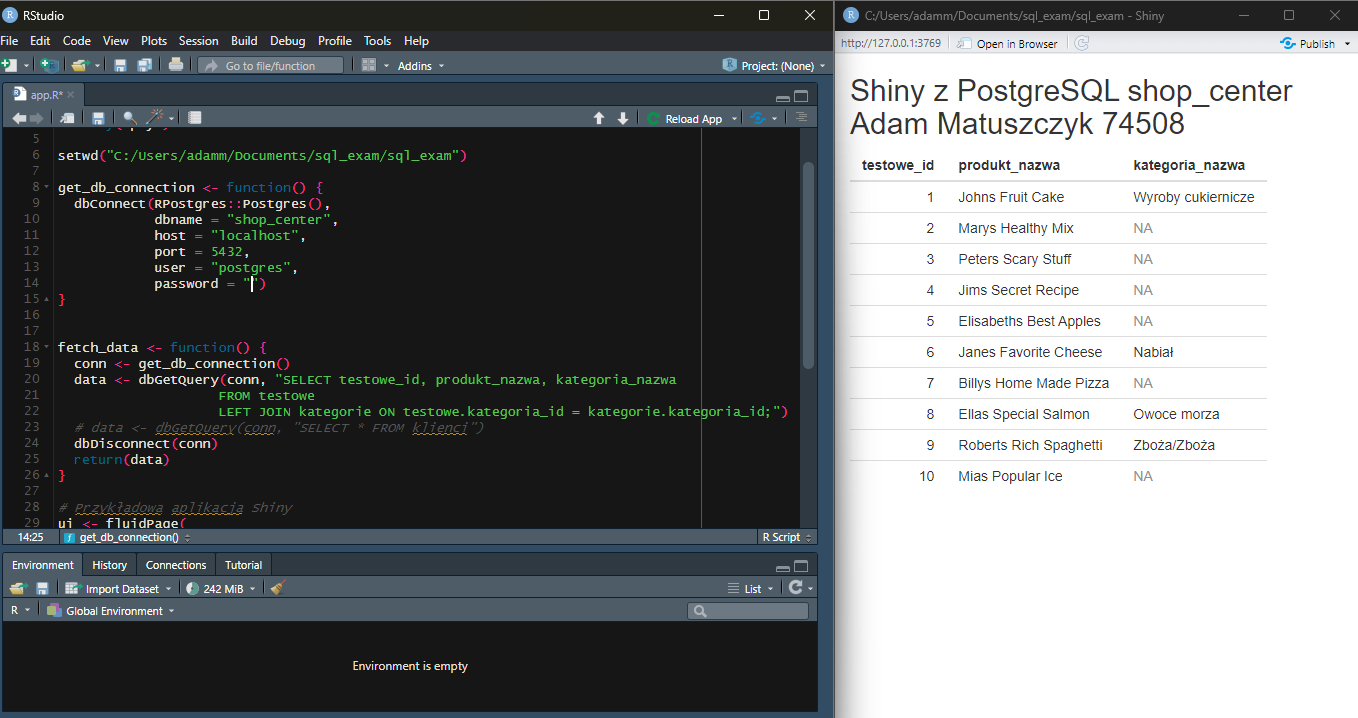 RStudio
File Edit Code View Plots Session Build Debug Profile Tools Help
Go to file/function
Addins
Project: (None)
app.R*
Reload App
5
6 setwd("C:/Users/adamm/Documents/sql_exam/sql_exam")
7
8 get_db_connection <- function() {
9 dbConnect(RPostgres::Postgres(),
10 dbname = "shop_center",
11 host = "localhost",
12 port = 5432,
13 user = "postgres",
14 password = "")
15 }
16
17
18 fetch_data <- function() {
19 conn <- get_db_connection()
20 data <- dbGetQuery(conn, "SELECT testowe_id, produkt_nazwa, kategoria_nazwa
21 FROM testowe
22 LEFT JOIN kategorie ON testowe.kategoria_id = kategorie.kategoria_id;")
23 # data <- dbGetQuery(conn, "SELECT * FROM klienci")
24 dbDisconnect(conn)
25 return(data)
26 }
27
28 # Przykładowa aplikacja Shiny
29 ui <- fluidPage(
14:25 get_db_connection() R Script
Environment History Connections Tutorial
Import Dataset 242 MiB List
R Global Environment
Environment is empty
C:/Users/adamm/Documents/sql_exam/sql_exam - Shiny
http://127.0.0.1:3769 Open in Browser Publish
Shiny z PostgreSQL shop_center
Adam Matuszczyk 74508
testowe_id produkt_nazwa kategoria_nazwa
1 Johns Fruit Cake Wyroby cukiernicze
2 Marys Healthy Mix NA
3 Peters Scary Stuff NA
4 Jims Secret Recipe NA
5 Elisabeths Best Apples NA
6 Janes Favorite Cheese Nabiał
7 Billys Home Made Pizza NA
8 Ellas Special Salmon Owoce morza
9 Roberts Rich Spaghetti Zboża/Zboża
10 Mias Popular Ice NA